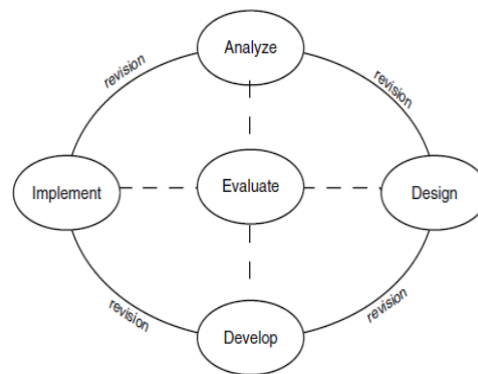 Analyze
revision
revision
Implement
Evaluate
Design
revision
revision
Develop